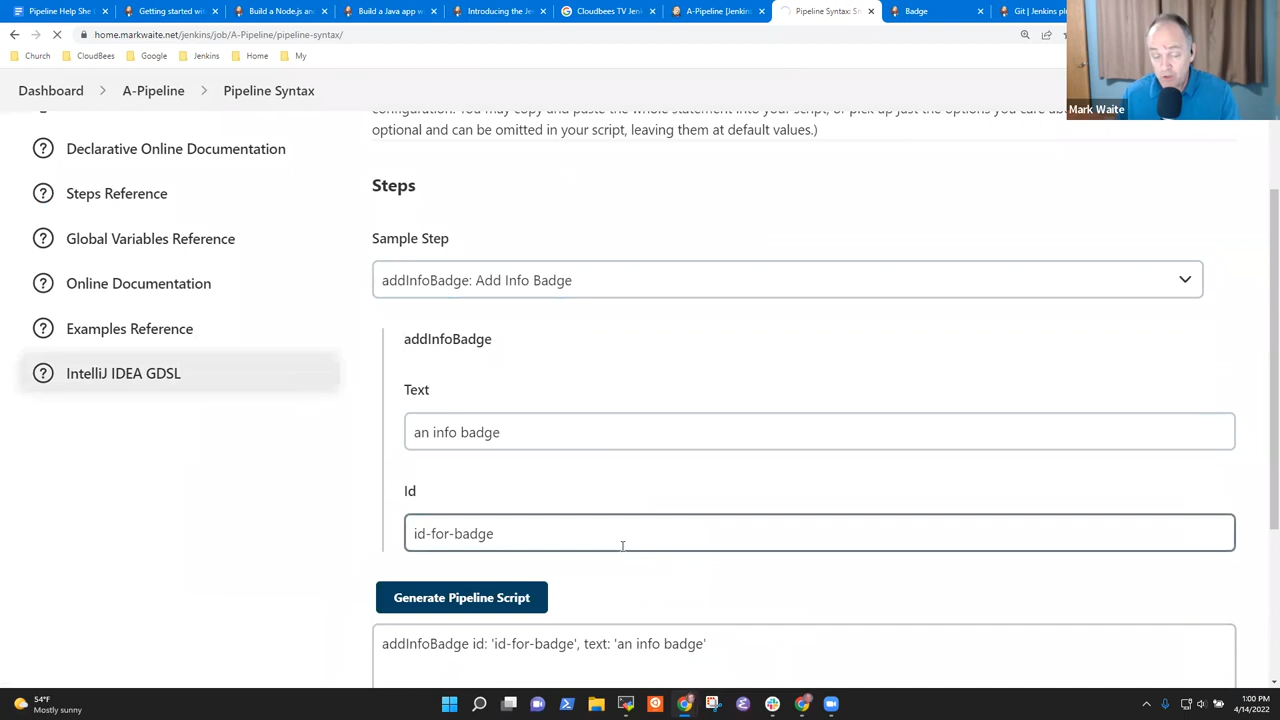 Pipeline Help She
Getting started wit
Build a Node.js an
Build a Java app w
Introducing the Je
Cloudbees TV Jen
A-Pipeline [Jenkin
Pipeline Syntax: Sn
Badge
Git | Jenkins plu
home.markwaite.net/jenkins/job/A-Pipeline/pipeline-syntax/
Church
CloudBees
Google
Jenkins
Home
My
Dashboard
A-Pipeline
Pipeline Syntax
Mark Waite
configuration. You may copy and paste the whole statement into your script, or pick up just the options you care abou
optional and can be omitted in your script, leaving them at default values.)
Declarative Online Documentation
Steps Reference
Global Variables Reference
Online Documentation
Examples Reference
IntelliJ IDEA GDSL
Steps
Sample Step
addInfoBadge: Add Info Badge
addInfoBadge
Text
an info badge
Id
id-for-badge
Generate Pipeline Script
addInfoBadge id: 'id-for-badge', text: 'an info badge'
54°F
Mostly sunny
1:00 PM
4/14/2022